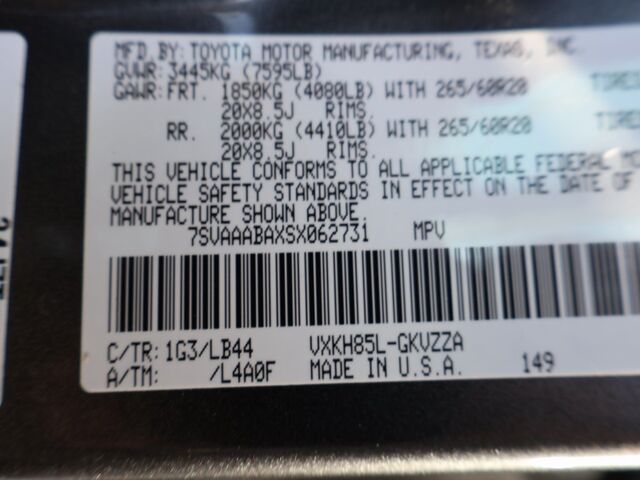 MFD.BY: TOYOTA MOTOR MANUFACTURING, TEXAS, INC.
GVWR: 3445KG (7595LB)
GAWR: FRT. 1850KG (4080LB) WITH 265/60R20 TIRES
20X8.5J RIMS.
RR. 2000KG (4410LB) WITH 265/60R20 TIRES
20X8.5J RIMS.
THIS VEHICLE CONFORMS TO ALL APPLICABLE FEDERAL
VEHICLE SAFETY STANDARDS IN EFFECT ON THE DATE OF
MANUFACTURE SHOWN ABOVE.
7SVAAABAXSX062731 MPV
C/TR: 1G3/LB44 VXKH85L-GKVZZA
A/TM: /L4A0F MADE IN U.S.A. 149